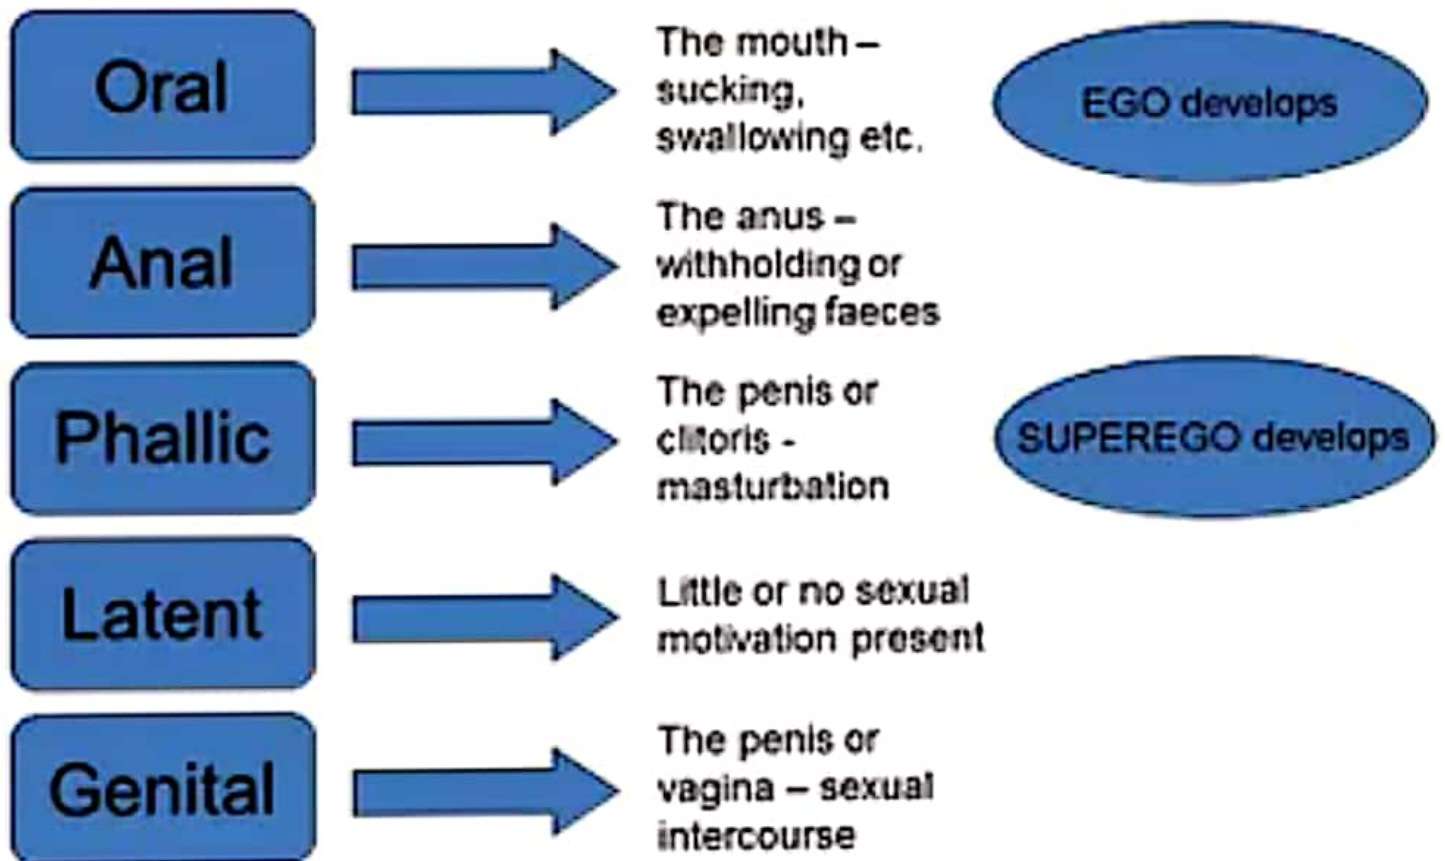 Oral
The mouth –
sucking,
swallowing etc.
EGO develops
Anal
The anus –
withholding or
expelling faeces
Phallic
The penis or
clitoris -
masturbation
SUPEREGO develops
Latent
Little or no sexual
motivation present
Genital
The penis or
vagina – sexual
intercourse